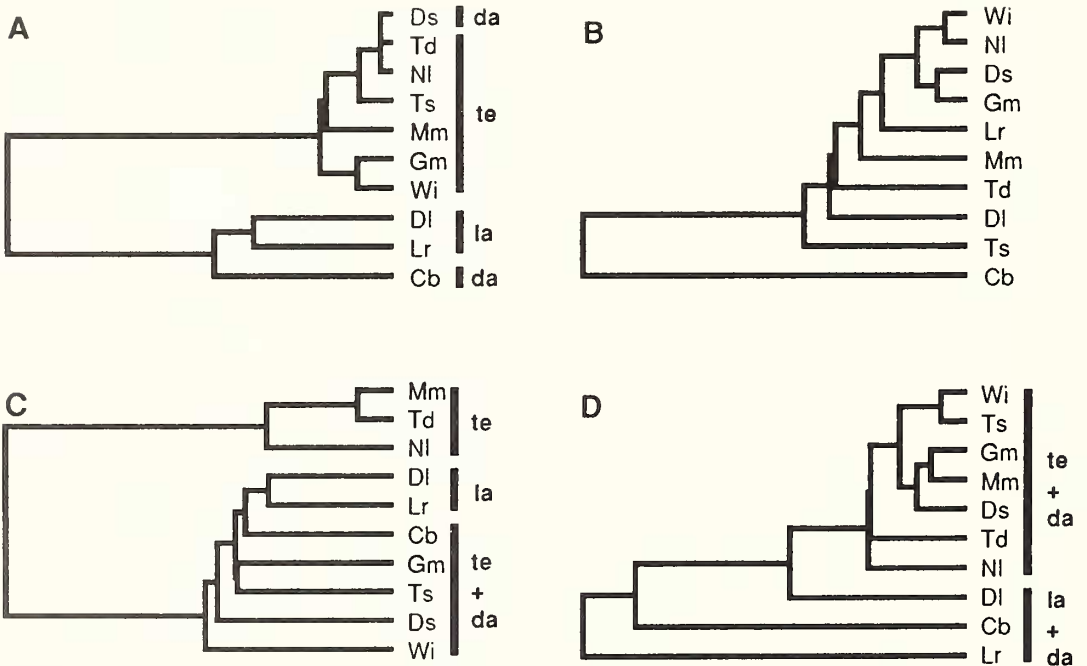 A
Ds da
Td
Nl
Ts
te
Mm
Gm
Wi
Dl
la
Lr
Cb da
B
Wi
Nl
Ds
Gm
Lr
Mm
Td
Dl
Ts
Cb
C
Mm
Td
te
Nl
Dl
la
Lr
Cb
Gm
te
Ts
+
Ds
da
Wi
D
Wi
Ts
Gm
te
Mm
+
Ds
da
Td
Nl
Dl
la
Cb
+
Lr
da